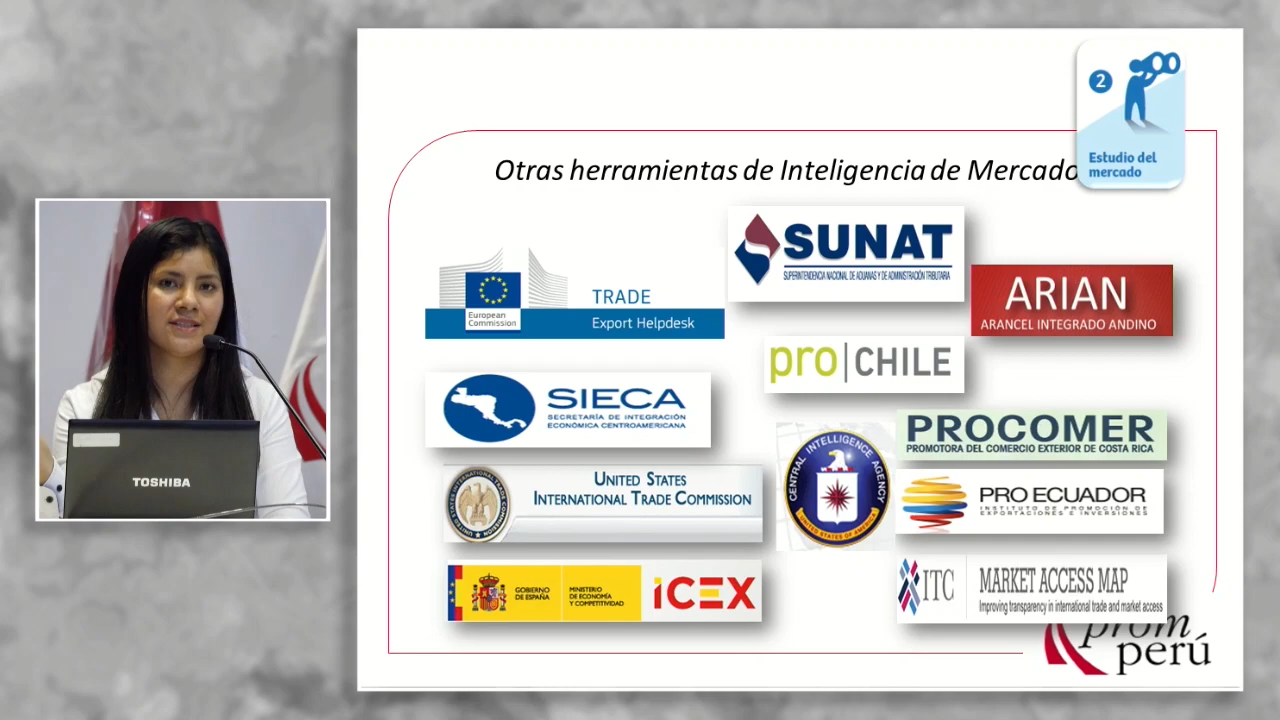 2
Estudio del
mercado
Otras herramientas de Inteligencia de Mercado
SUNAT
SUPERINTENDENCIA NACIONAL DE ADUANAS Y DE ADMINISTRACIÓN TRIBUTARIA
European
Commission
TRADE
Export Helpdesk
ARIAN
ARANCEL INTEGRADO ANDINO
pro|CHILE
SIECA
SECRETARÍA DE INTEGRACIÓN
ECONÓMICA CENTROAMERICANA
PROCOMER
PROMOTORA DEL COMERCIO EXTERIOR DE COSTA RICA
CENTRAL INTELLIGENCE AGENCY
UNITED STATES OF AMERICA
UNITED STATES
INTERNATIONAL TRADE COMMISSION
PRO ECUADOR
INSTITUTO DE PROMOCIÓN DE
EXPORTACIONES E INVERSIONES
GOBIERNO
DE ESPAÑA
MINISTERIO
DE ECONOMÍA
Y COMPETITIVIDAD
iCEX
ITC
MARKET ACCESS MAP
Improving transparency in international trade and market access
prom
perú
TOSHIBA